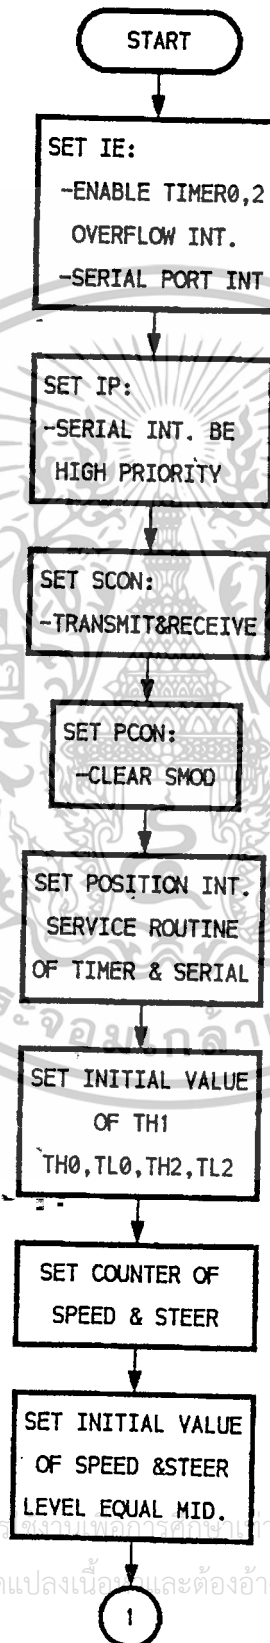 START
SET IE:
-ENABLE TIMER0,2
OVERFLOW INT.
-SERIAL PORT INT
SET IP:
-SERIAL INT. BE
HIGH PRIORITY
SET SCON:
-TRANSMIT&RECEIVE
SET PCON:
-CLEAR SMOD
SET POSITION INT.
SERVICE ROUTINE
OF TIMER & SERIAL
SET INITIAL VALUE
OF TH1
TH0,TL0,TH2,TL2
SET COUNTER OF
SPEED & STEER
SET INITIAL VALUE
OF SPEED &STEER
LEVEL EQUAL MID.
1